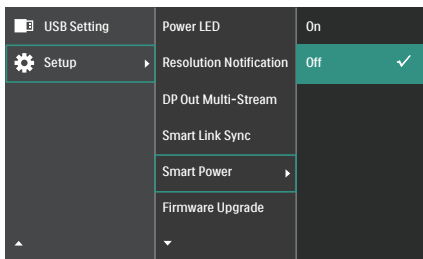 USB Setting
Setup
Power LED
Resolution Notification
DP Out Multi-Stream
Smart Link Sync
Smart Power
Firmware Upgrade
On
Off